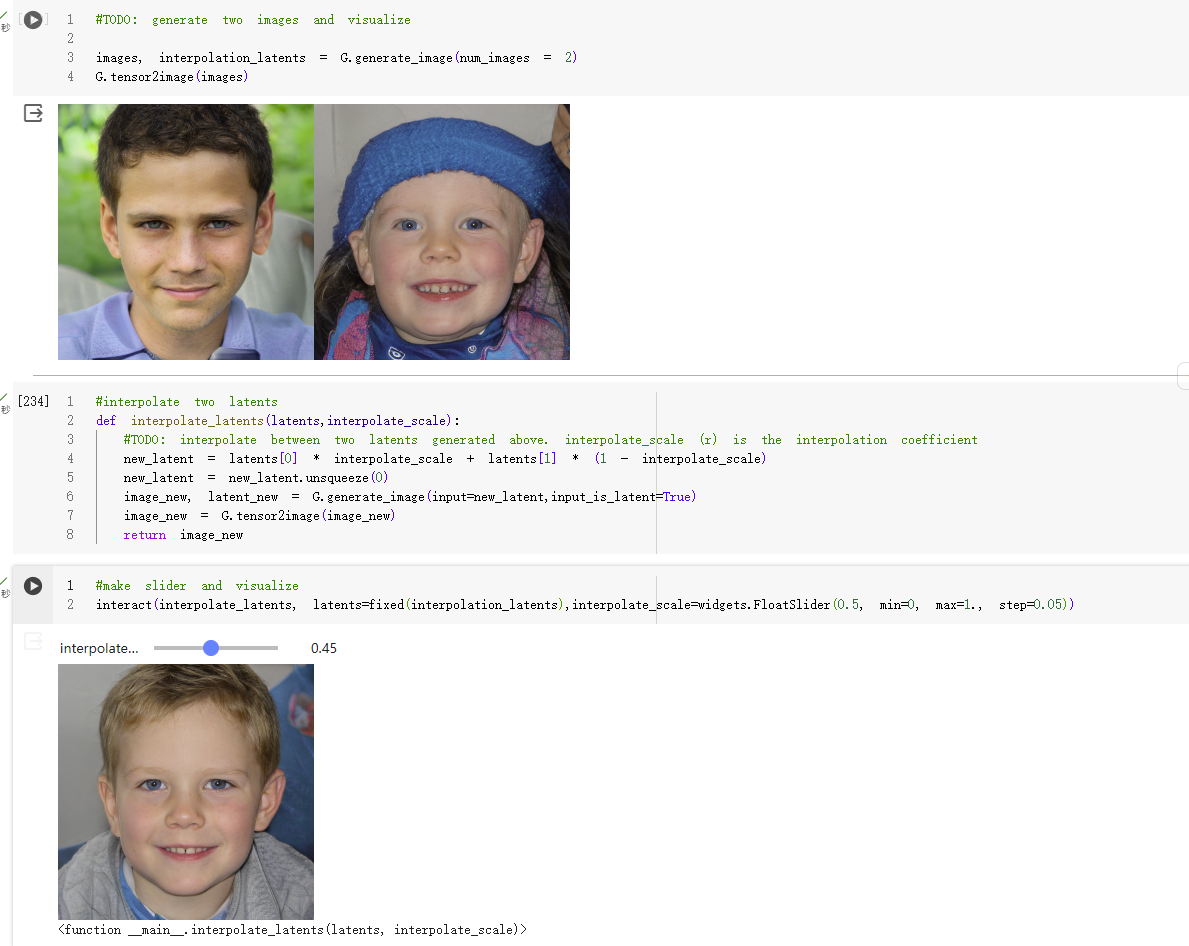 秒
[ ]
1 #TODO: generate two images and visualize
2
3 images, interpolation_latents = G.generate_image(num_images = 2)
4 G.tensor2image(images)
秒
[234]
1 #interpolate two latents
2 def interpolate_latents(latents,interpolate_scale):
3 #TODO: interpolate between two latents generated above. interpolate_scale (r) is the interpolation coefficient
4 new_latent = latents[0] * interpolate_scale + latents[1] * (1 - interpolate_scale)
5 new_latent = new_latent.unsqueeze(0)
6 image_new, latent_new = G.generate_image(input=new_latent,input_is_latent=True)
7 image_new = G.tensor2image(image_new)
8 return image_new
秒
1 #make slider and visualize
2 interact(interpolate_latents, latents=fixed(interpolation_latents),interpolate_scale=widgets.FloatSlider(0.5, min=0, max=1., step=0.05))
interpolate... 0.45
<function __main__.interpolate_latents(latents, interpolate_scale)>